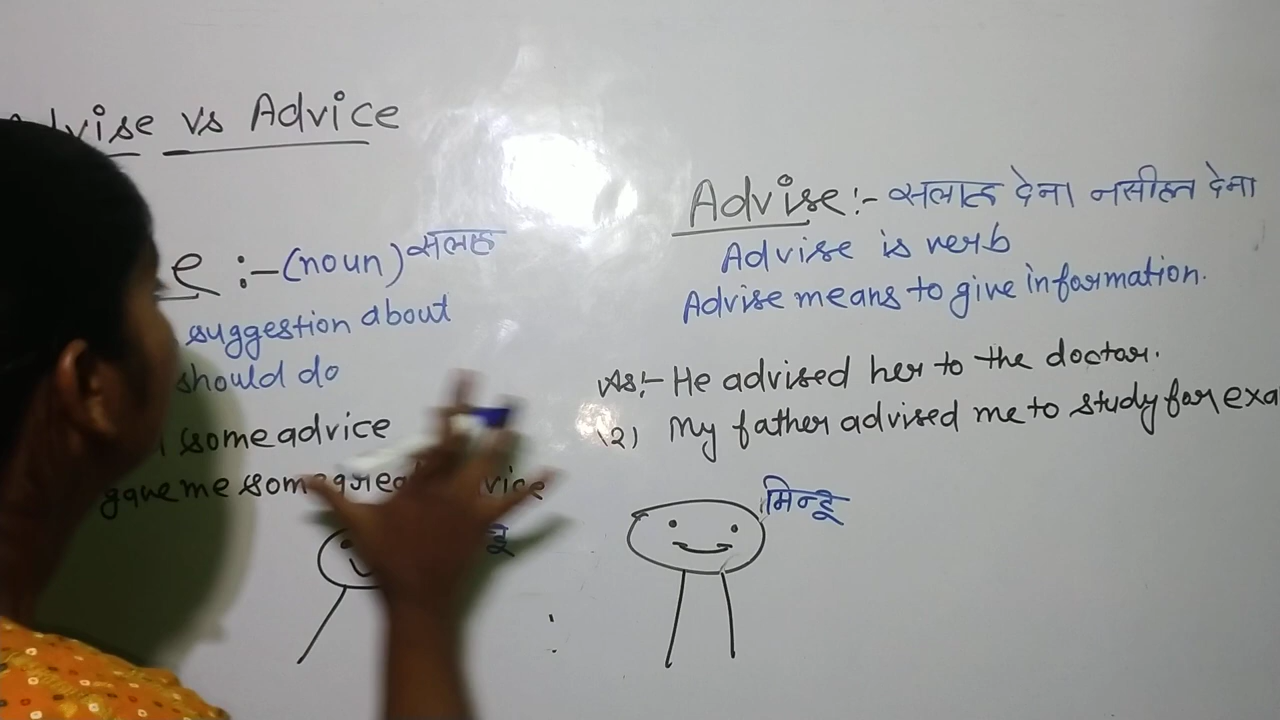 vs Advice
:- (noun) सलाह
suggestion about
should do
some advice
gave me some
Advise :- सलाह देना। नसीहत देना
Advise is verb
Advise means to give information.
As:- He advised her to the doctor.
(2) My father advised me to study for exa
मिन्टू